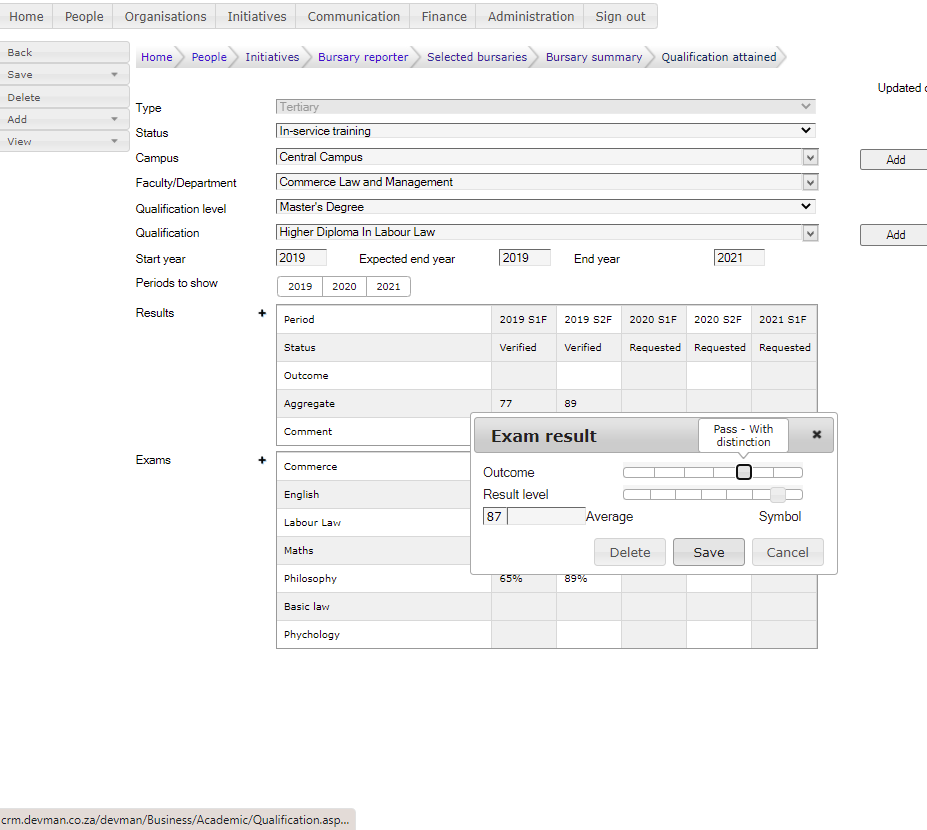 Home People Organisations Initiatives Communication Finance Administration Sign out
Back
Save
Delete
Add
View
Home People Initiatives Bursary reporter Selected bursaries Bursary summary Qualification attained
Updated
Type Tertiary
Status In-service training
Campus Central Campus Add
Faculty/Department Commerce Law and Management
Qualification level Master's Degree
Qualification Higher Diploma In Labour Law Add
Start year 2019 Expected end year 2019 End year 2021
Periods to show 2019 2020 2021
Results + Period 2019 S1F 2019 S2F 2020 S1F 2020 S2F 2021 S1F
Status Verified Verified Requested Requested Requested
Outcome
Aggregate 77 89
Comment
Exams + Commerce
English
Labour Law
Maths
Philosophy 65% 89%
Basic law
Phychology
Exam result
Pass - With
distinction
Outcome
Result level
87 Average Symbol
Delete Save Cancel
crm.devman.co.za/devman/Business/Academic/Qualification.asp...